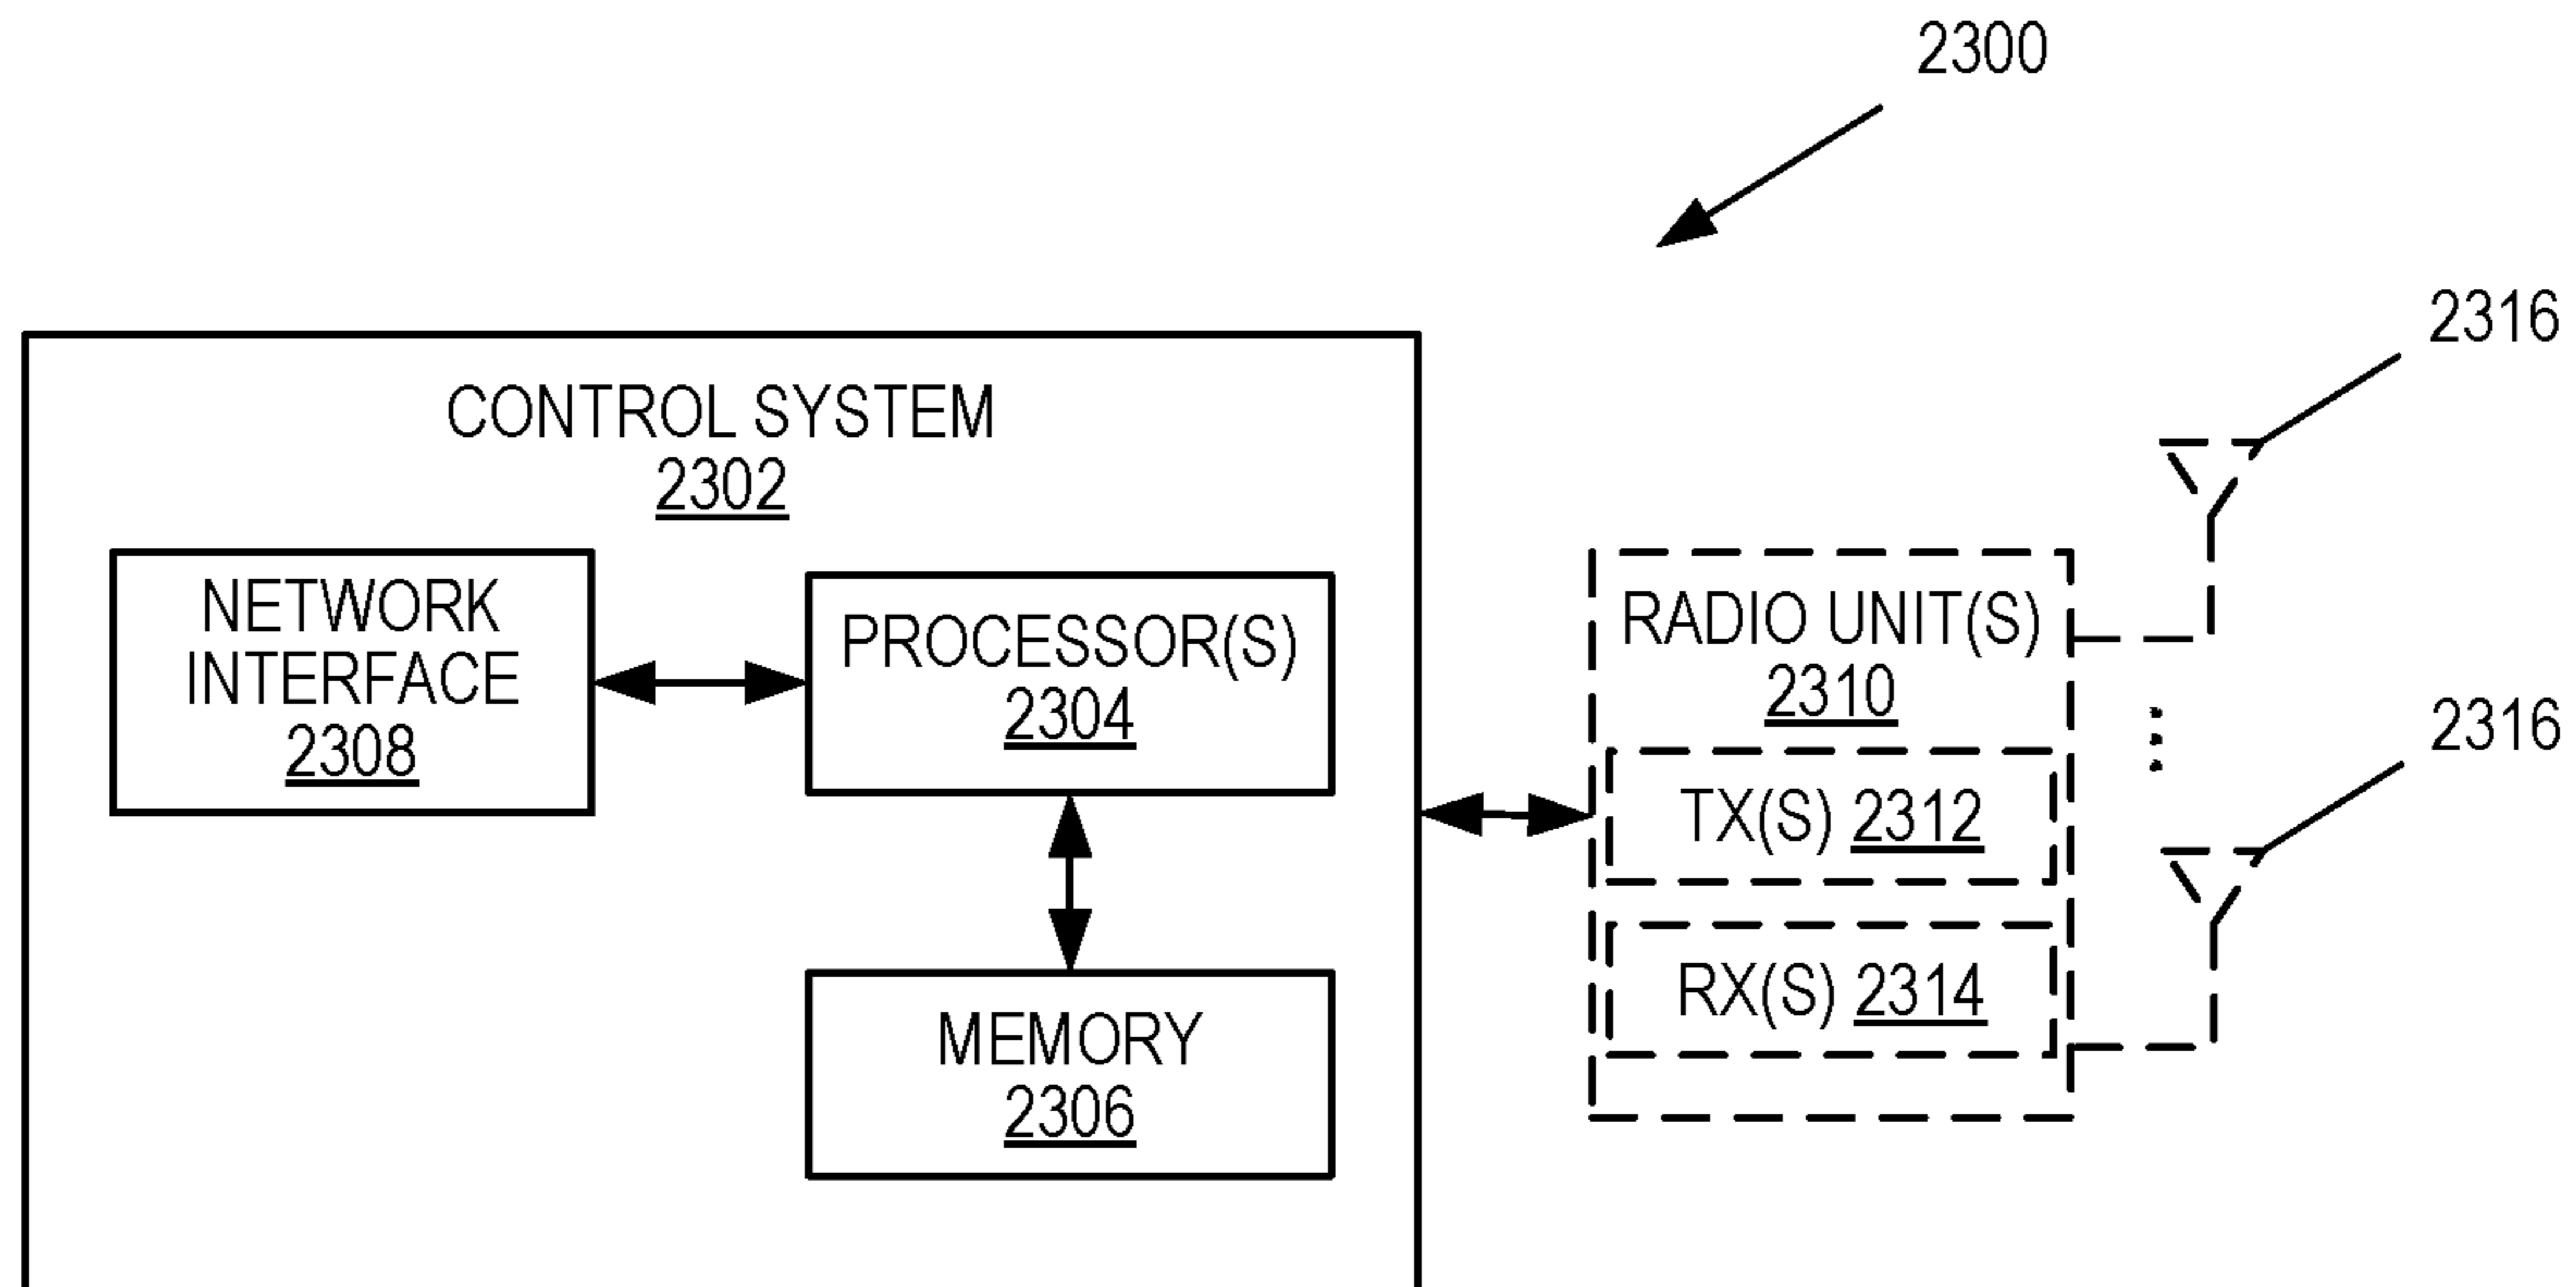 2300
2316
CONTROL SYSTEM
2302
NETWORK
INTERFACE
2308
PROCESSOR(S)
2304
MEMORY
2306
RADIO UNIT(S)
2310
TX(S) 2312
RX(S) 2314
2316